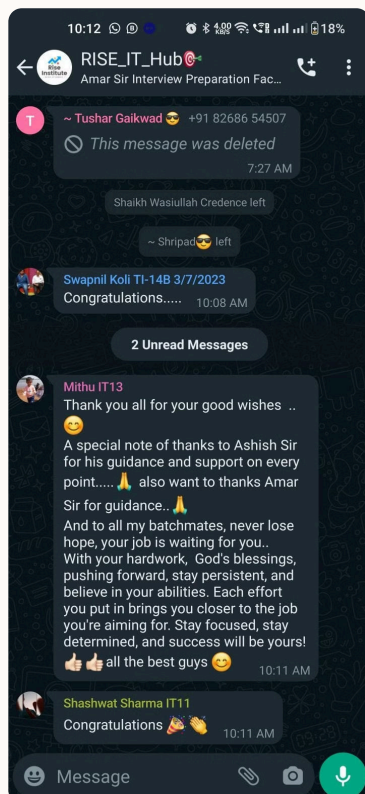 10:12 4.00 KB/S 18%
Rise Institute
RISE_IT_Hub🎯
Amar Sir Interview Preparation Fac...
T
~ Tushar Gaikwad 😎 +91 82686 54507
This message was deleted
7:27 AM
Shaikh Wasiullah Credence left
~ Shripad😎 left
Swapnil Koli TI-14B 3/7/2023
Congratulations..... 10:08 AM
2 Unread Messages
Mithu IT13
Thank you all for your good wishes ..
😊
A special note of thanks to Ashish Sir
for his guidance and support on every
point..... 🙏 also want to thanks Amar
Sir for guidance.. 🙏
And to all my batchmates, never lose
hope, your job is waiting for you..
With your hardwork, God's blessings,
pushing forward, stay persistent, and
believe in your abilities. Each effort
you put in brings you closer to the job
you're aiming for. Stay focused, stay
determined, and success will be yours!
👍🏻👍🏻all the best guys 😊
10:11 AM
Shashwat Sharma IT11
Congratulations 🎉👏
10:11 AM
Message